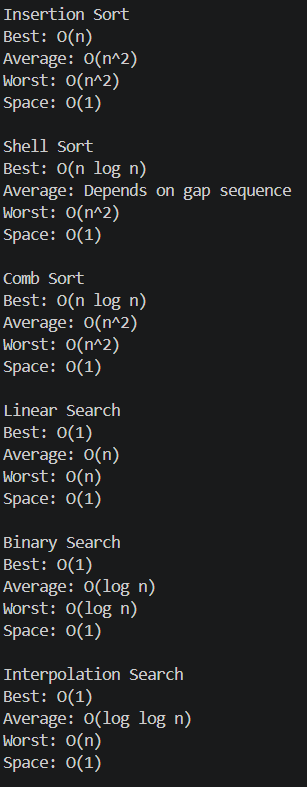 Insertion Sort
Best: O(n)
Average: O(n^2)
Worst: O(n^2)
Space: O(1)

Shell Sort
Best: O(n log n)
Average: Depends on gap sequence
Worst: O(n^2)
Space: O(1)

Comb Sort
Best: O(n log n)
Average: O(n^2)
Worst: O(n^2)
Space: O(1)

Linear Search
Best: O(1)
Average: O(n)
Worst: O(n)
Space: O(1)

Binary Search
Best: O(1)
Average: O(log n)
Worst: O(log n)
Space: O(1)

Interpolation Search
Best: O(1)
Average: O(log log n)
Worst: O(n)
Space: O(1)